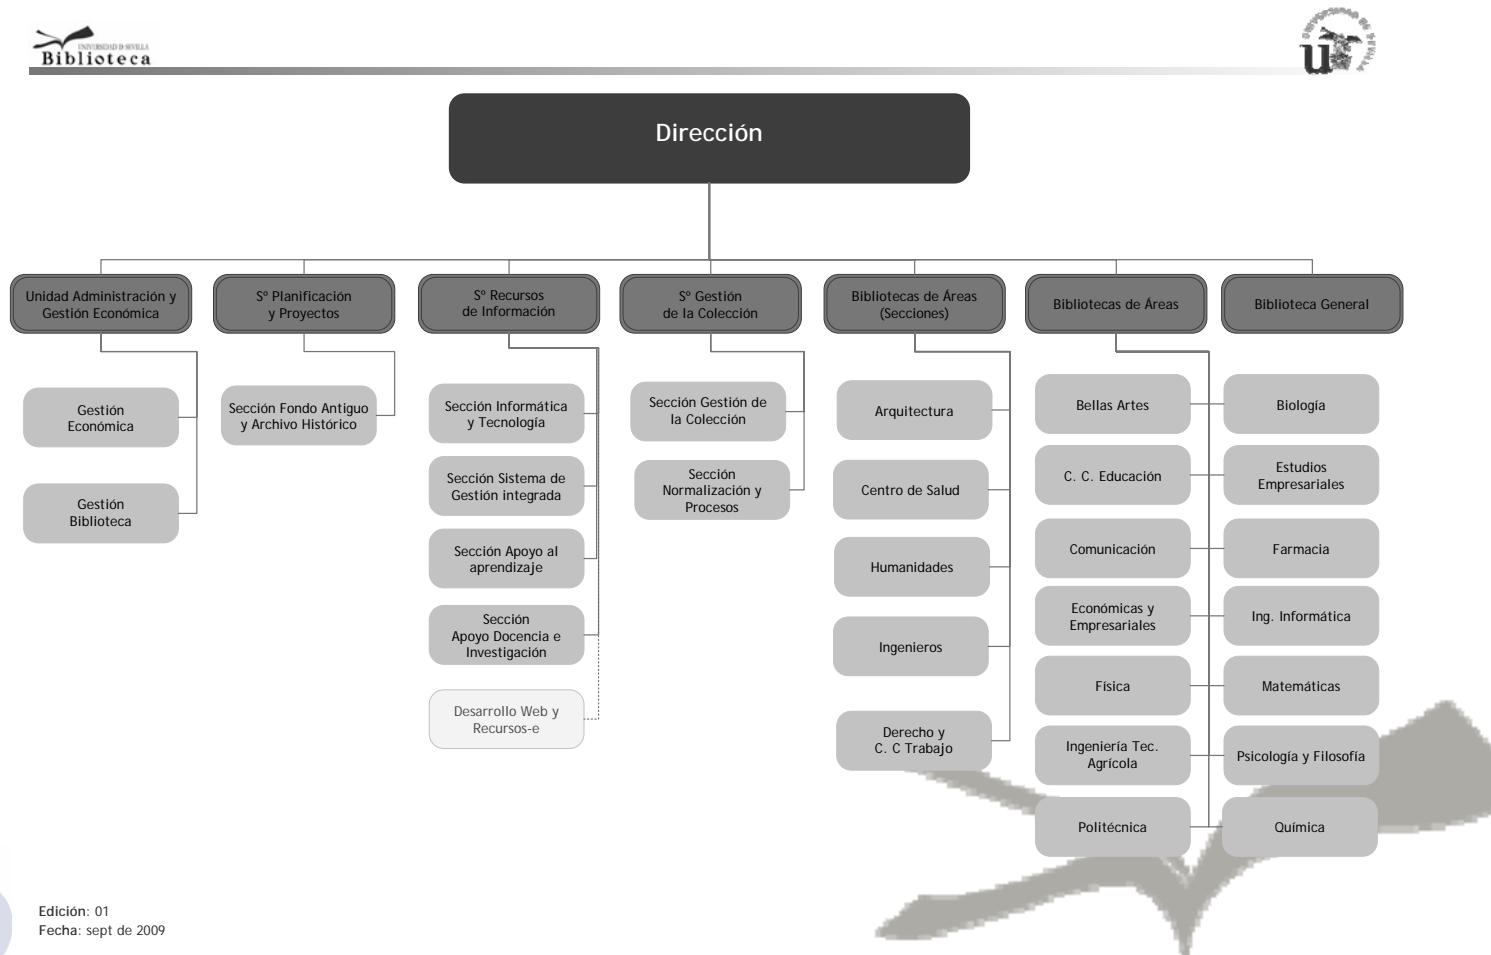 UNIVERSIDAD D SEVILLA
Biblioteca
Dirección
Unidad Administración y
Gestión Económica
Sº Planificación
y Proyectos
Sº Recursos
de Información
Sº Gestión
de la Colección
Bibliotecas de Áreas
(Secciones)
Bibliotecas de Áreas
Biblioteca General
Gestión
Económica
Gestión
Biblioteca
Sección Fondo Antiguo
y Archivo Histórico
Sección Informática
y Tecnología
Sección Sistema de
Gestión integrada
Sección Apoyo al
aprendizaje
Sección
Apoyo Docencia e
Investigación
Desarrollo Web y
Recursos-e
Sección Gestión de
la Colección
Sección
Normalización y
Procesos
Arquitectura
Centro de Salud
Humanidades
Ingenieros
Derecho y
C. C Trabajo
Bellas Artes
C. C. Educación
Comunicación
Económicas y
Empresariales
Física
Ingeniería Tec.
Agrícola
Politécnica
Biología
Estudios
Empresariales
Farmacia
Ing. Informática
Matemáticas
Psicología y Filosofía
Química
Edición: 01
Fecha: sept de 2009